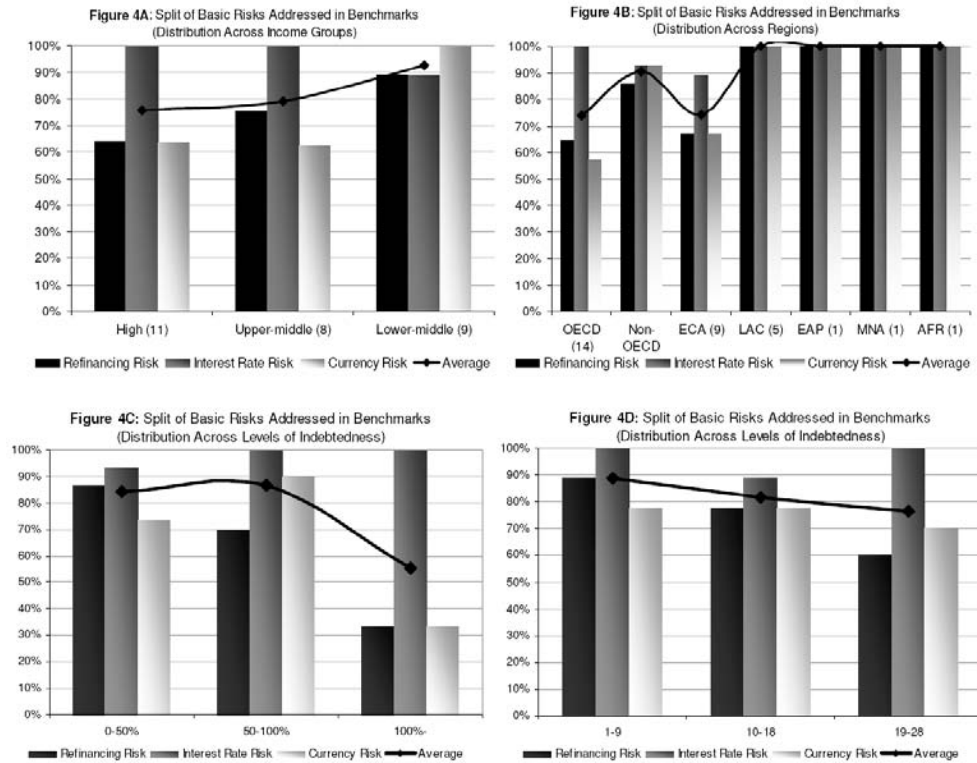 Figure 4A: Split of Basic Risks Addressed in Benchmarks
(Distribution Across Income Groups)
100%
90%
80%
70%
60%
50%
40%
30%
20%
10%
0%
High (11) Upper-middle (8) Lower-middle (9)
Refinancing Risk Interest Rate Risk Currency Risk Average
Figure 4B: Split of Basic Risks Addressed in Benchmarks
(Distribution Across Regions)
100%
90%
80%
70%
60%
50%
40%
30%
20%
10%
0%
OECD Non- ECA (9) LAC (5) EAP (1) MNA (1) AFR (1)
(14) OECD
Refinancing Risk Interest Rate Risk Currency Risk Average
Figure 4C: Split of Basic Risks Addressed in Benchmarks
(Distribution Across Levels of Indebtedness)
100%
90%
80%
70%
60%
50%
40%
30%
20%
10%
0%
0-50% 50-100% 100%-
Refinancing Risk Interest Rate Risk Currency Risk Average
Figure 4D: Split of Basic Risks Addressed in Benchmarks
(Distribution Across Levels of Indebtedness)
100%
90%
80%
70%
60%
50%
40%
30%
20%
10%
0%
1-9 10-18 19-28
Refinancing Risk Interest Rate Risk Currency Risk Average